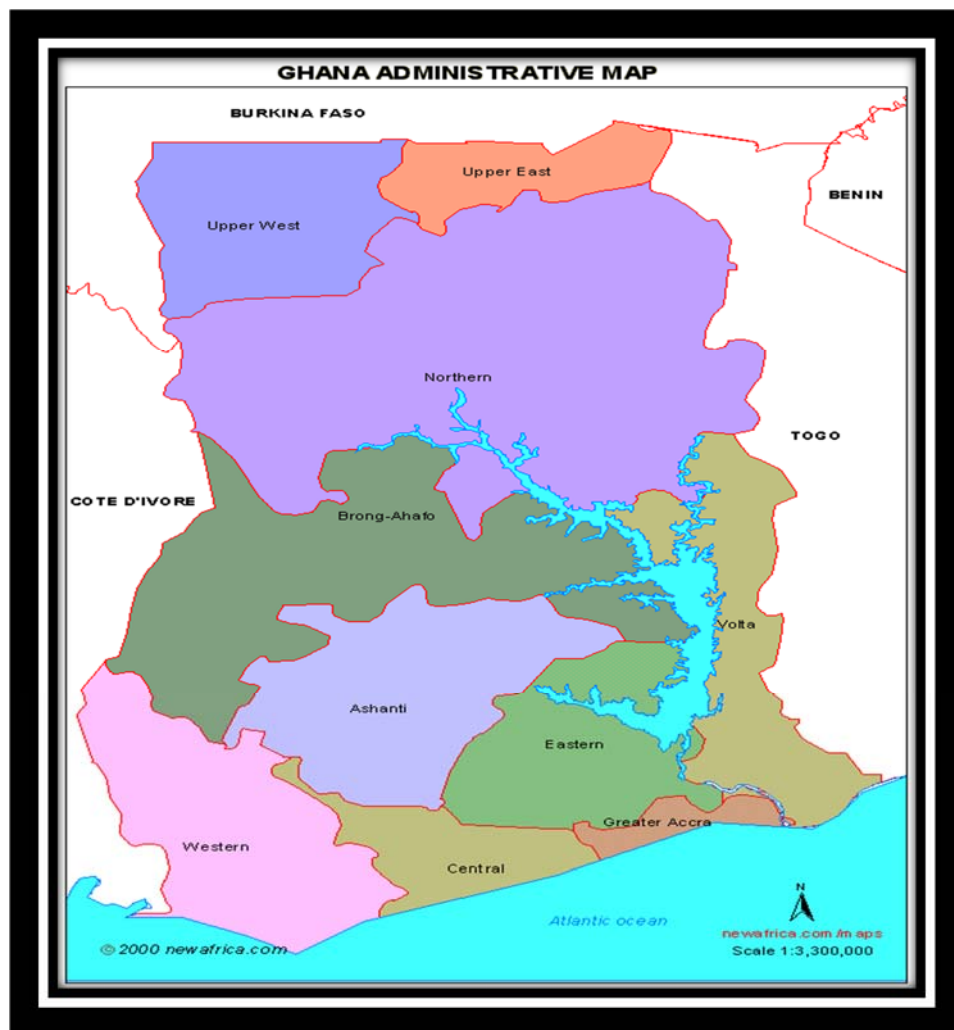 GHANA ADMINISTRATIVE MAP
BURKINA FASO
Upper East
BENIN
Upper West
Northern
TOGO
COTE D'IVORE
Brong-Ahafo
Volta
Ashanti
Eastern
Greater Accra
Western
Central
N
Atlantic ocean
newafrica.com/maps
© 2000 newafrica.com
Scale 1:3,300,000